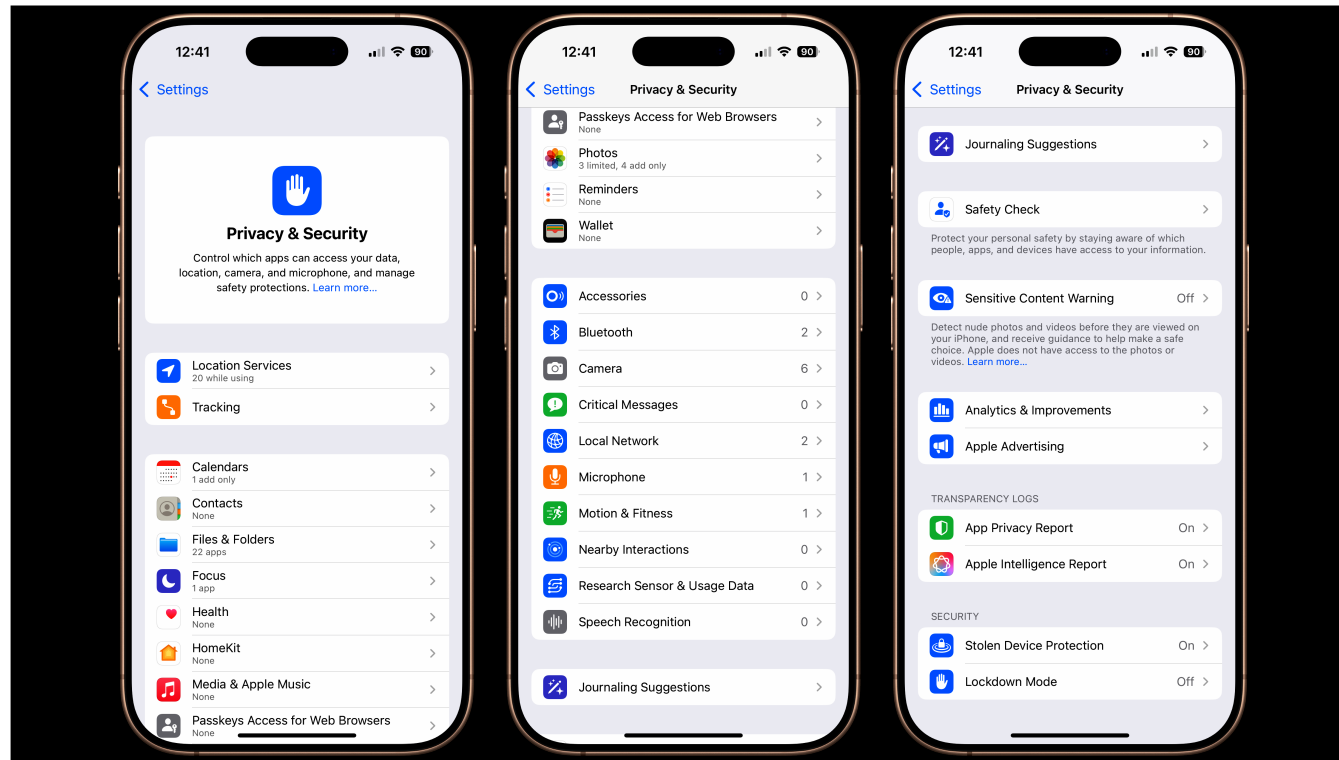 12:41
90
Settings
Privacy & Security
Control which apps can access your data,
location, camera, and microphone, and manage
safety protections. Learn more...
Location Services
20 while using
Tracking
Calendars
1 add only
Contacts
None
Files & Folders
22 apps
Focus
1 app
Health
None
HomeKit
None
Media & Apple Music
None
Passkeys Access for Web Browsers
None
12:41
90
Settings
Privacy & Security
Passkeys Access for Web Browsers
None
Photos
3 limited, 4 add only
Reminders
None
Wallet
None
Accessories 0
Bluetooth 2
Camera 6
Critical Messages 0
Local Network 2
Microphone 1
Motion & Fitness 1
Nearby Interactions 0
Research Sensor & Usage Data 0
Speech Recognition 0
Journaling Suggestions
12:41
90
Settings
Privacy & Security
Journaling Suggestions
Safety Check
Protect your personal safety by staying aware of which
people, apps, and devices have access to your information.
Sensitive Content Warning Off
Detect nude photos and videos before they are viewed on
your iPhone, and receive guidance to help make a safe
choice. Apple does not have access to the photos or
videos. Learn more...
Analytics & Improvements
Apple Advertising
TRANSPARENCY LOGS
App Privacy Report On
Apple Intelligence Report On
SECURITY
Stolen Device Protection On
Lockdown Mode Off